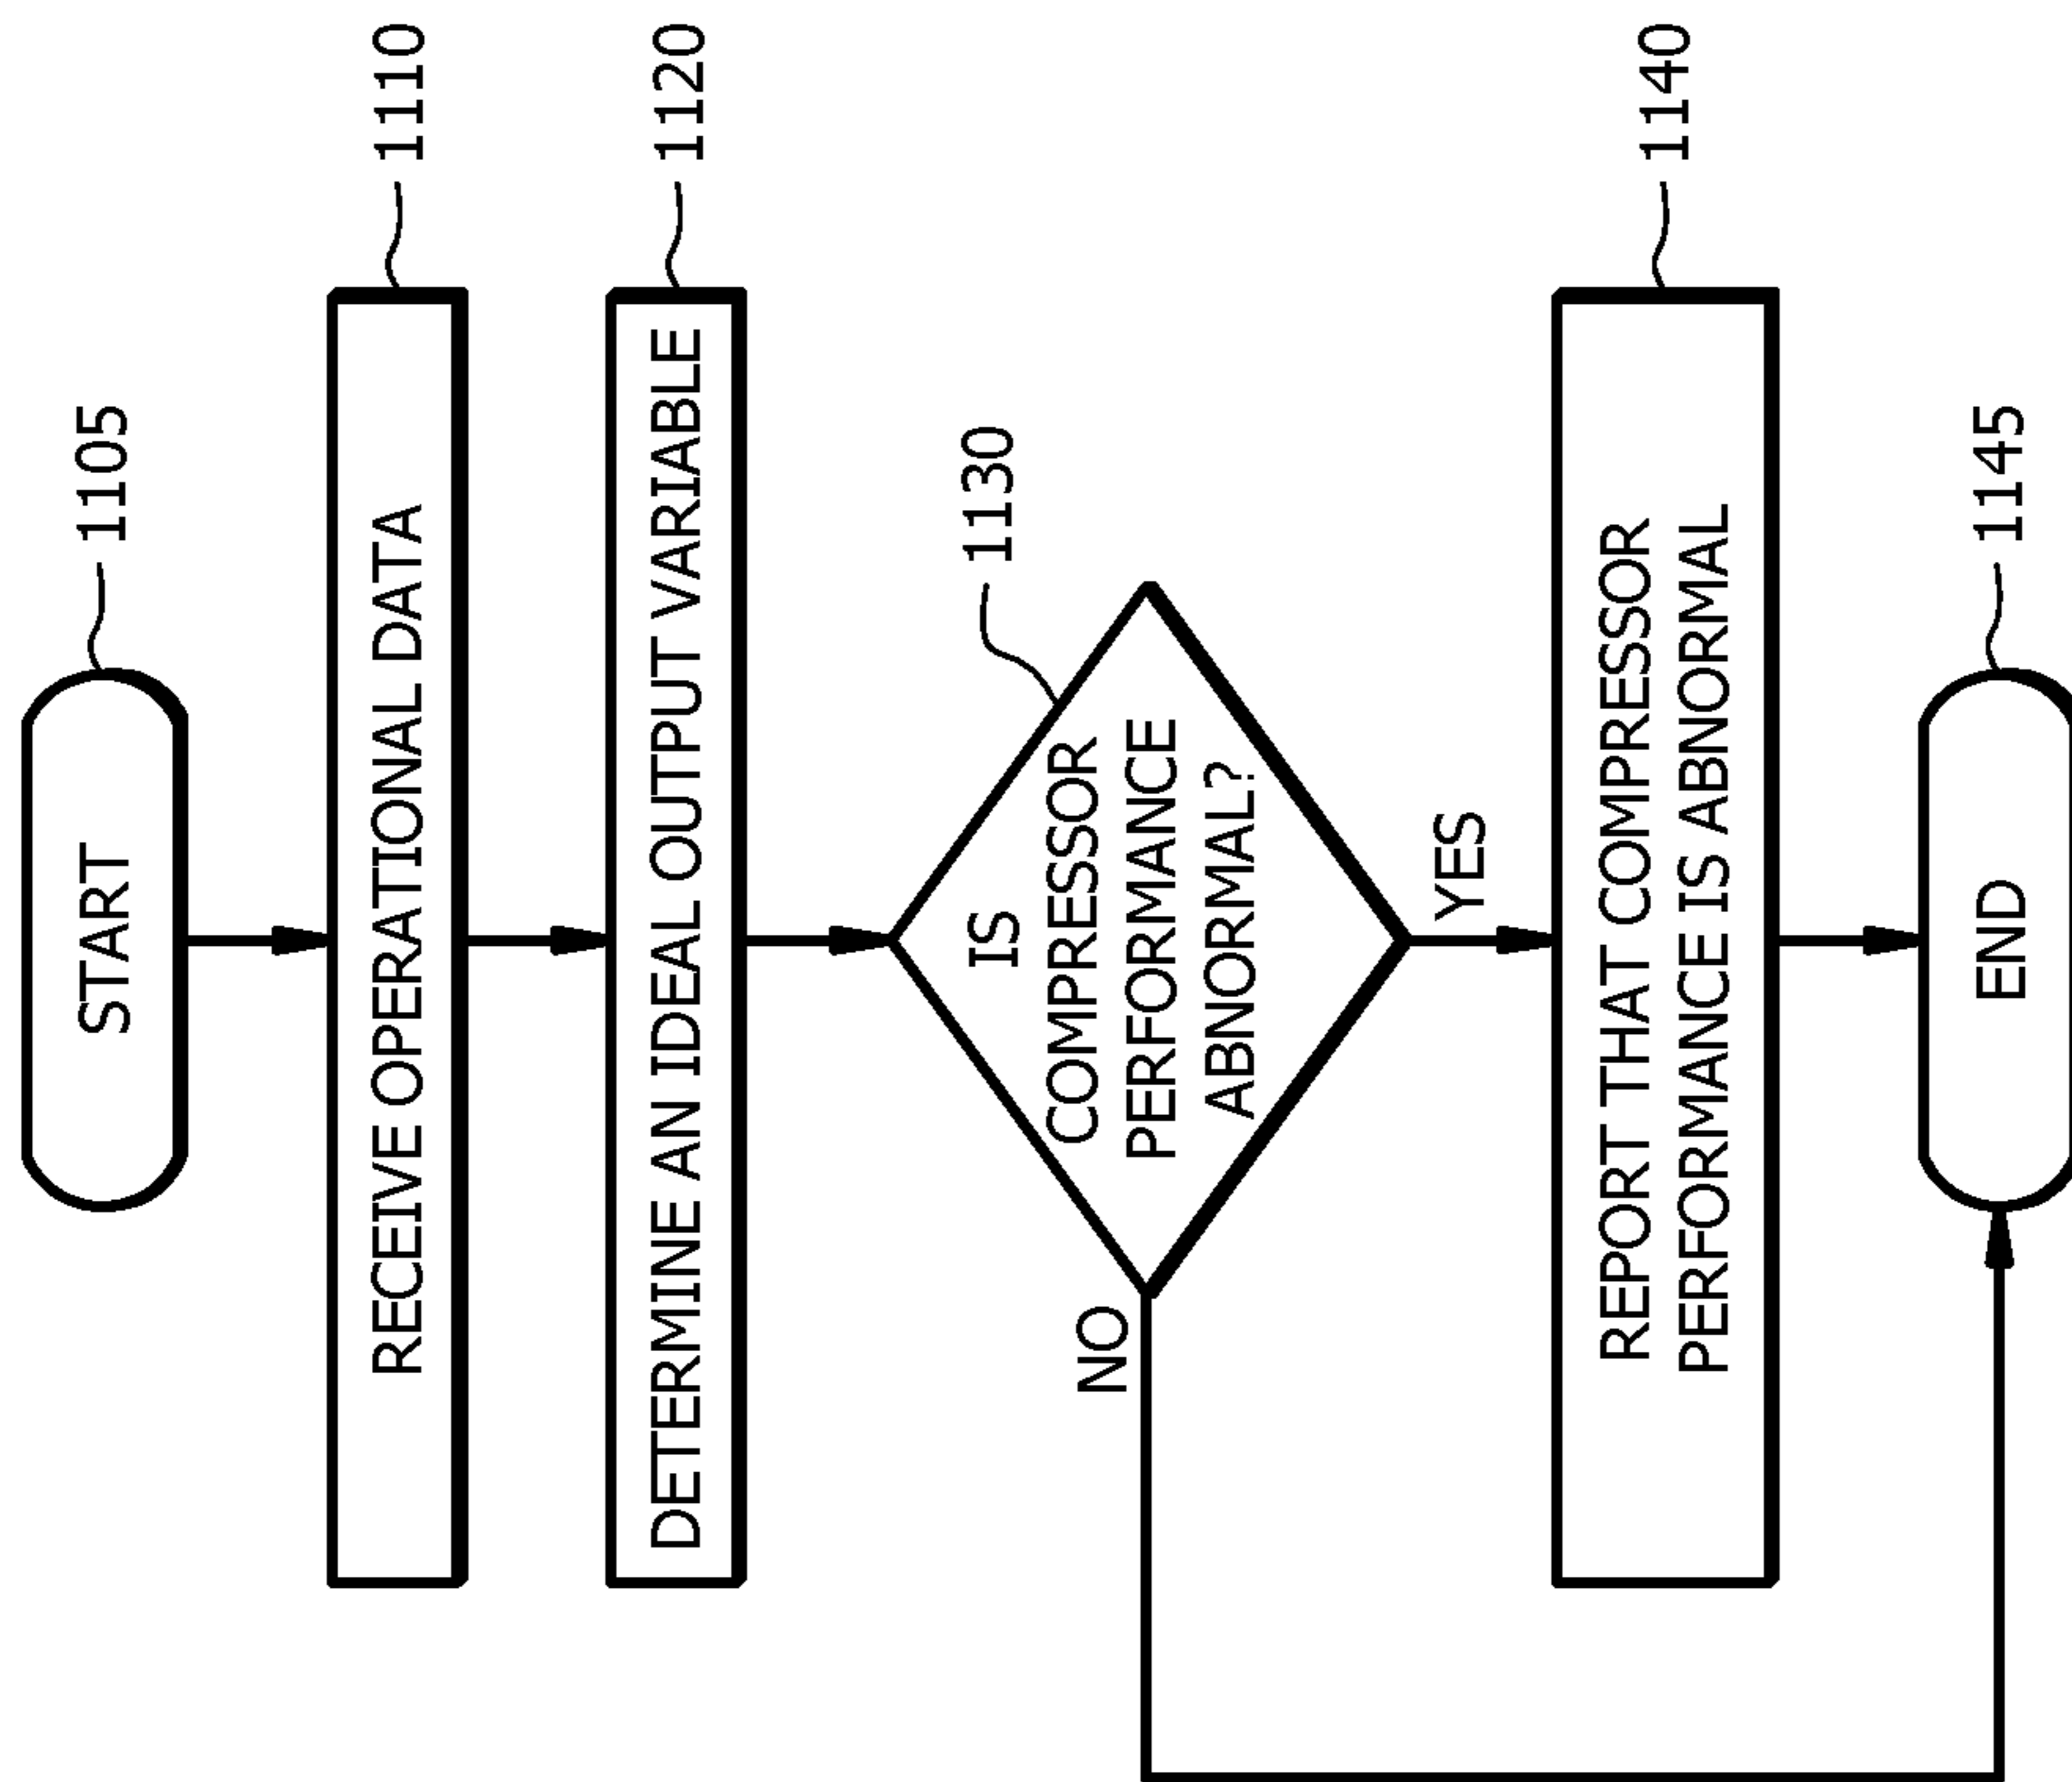 START
1105
RECEIVE OPERATIONAL DATA
1110
DETERMINE AN IDEAL OUTPUT VARIABLE
1120
IS
COMPRESSOR
PERFORMANCE
ABNORMAL?
1130
NO
YES
REPORT THAT COMPRESSOR
PERFORMANCE IS ABNORMAL
1140
END
1145